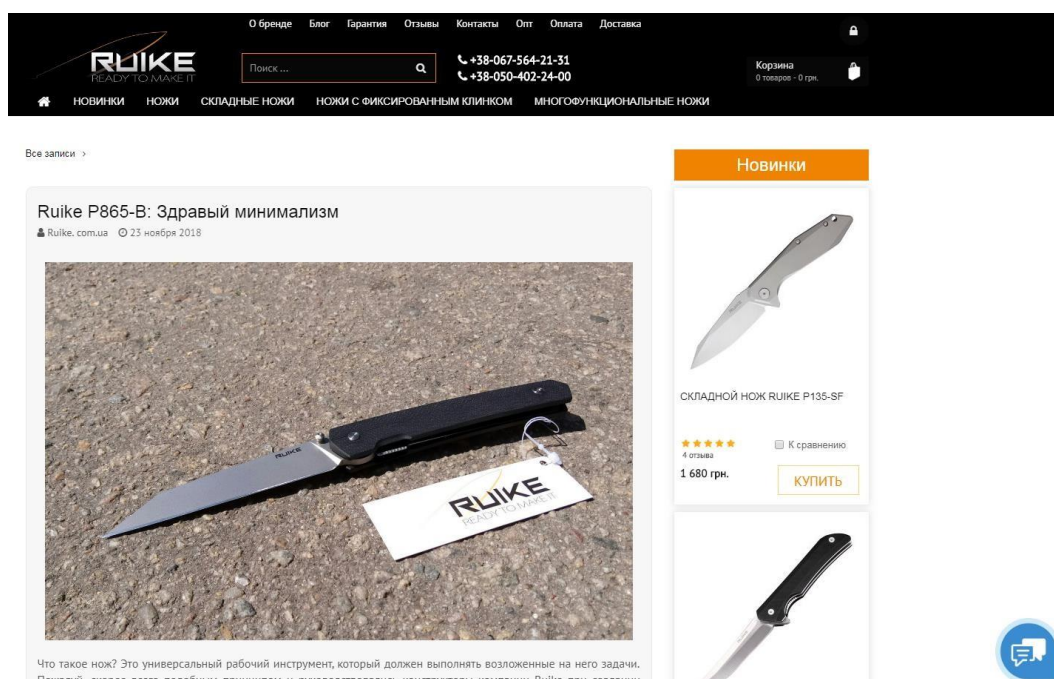 О бренде Блог Гарантия Отзывы Контакты Опт Оплата Доставка
RUIKE
READY TO MAKE IT
Поиск ...
+38-067-564-21-31
+38-050-402-24-00
Корзина
0 товаров - 0 грн.
НОВИНКИ НОЖИ СКЛАДНЫЕ НОЖИ НОЖИ С ФИКСИРОВАННЫМ КЛИНКОМ МНОГОФУНКЦИОНАЛЬНЫЕ НОЖИ
Все записи >
Ruike P865-B: Здравый минимализм
Ruike. com.ua 23 ноября 2018
RUIKE
RUIKE
READY TO MAKE IT
Что такое нож? Это универсальный рабочий инструмент, который должен выполнять возложенные на него задачи.
Новинки
СКЛАДНОЙ НОЖ RUIKE P135-SF
4 отзыва
К сравнению
1 680 грн.
КУПИТЬ